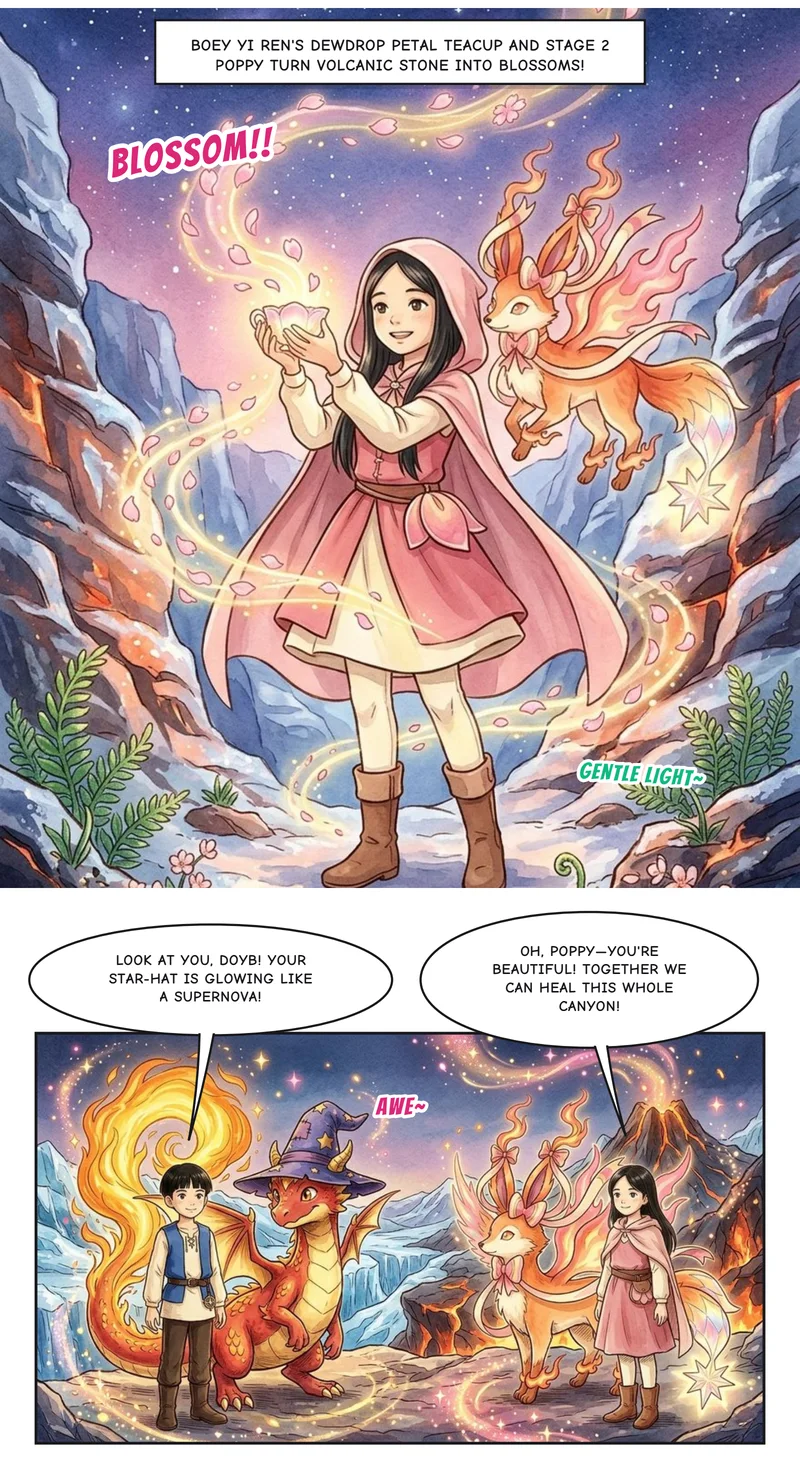 BOEY YI REN'S DEWDROP PETAL TEACUP AND STAGE 2
POPPY TURN VOLCANIC STONE INTO BLOSSOMS!
BLOSSOM!!
GENTLE LIGHT~
LOOK AT YOU, DOYB! YOUR
STAR-HAT IS GLOWING LIKE
A SUPERNOVA!
OH, POPPY—YOU'RE
BEAUTIFUL! TOGETHER WE
CAN HEAL THIS WHOLE
CANYON!
AWE~